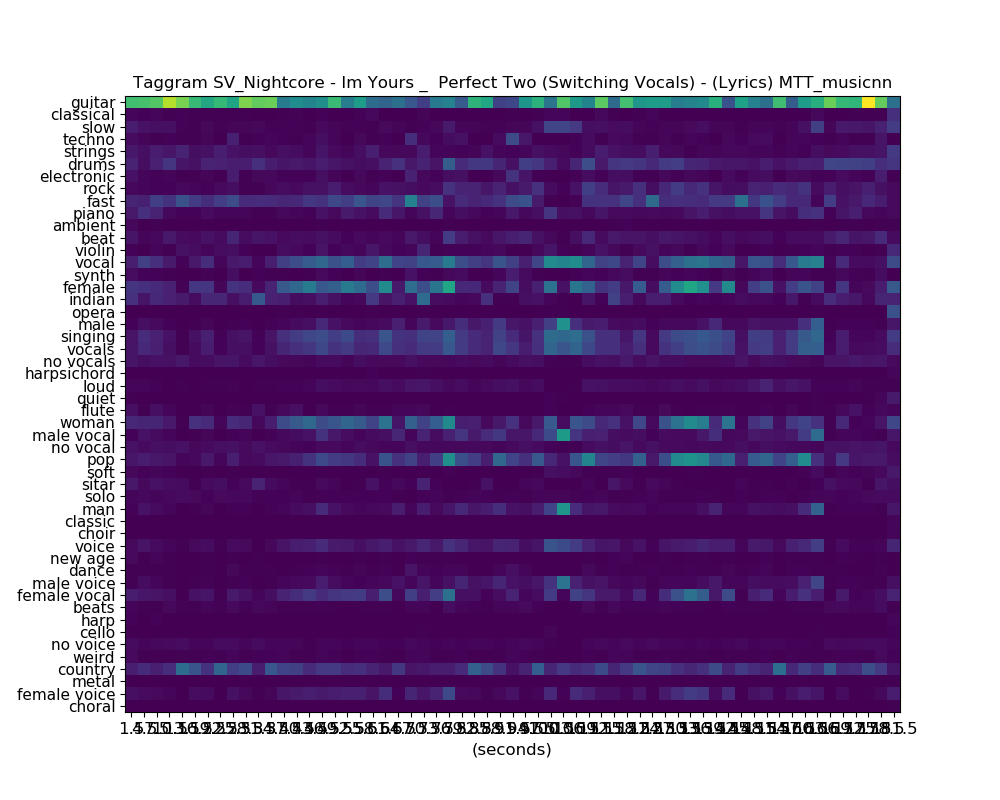 Taggram SV_Nightcore - Im Yours _  Perfect Two (Switching Vocals) - (Lyrics) MTT_musicnn
guitar
classical
slow
techno
strings
drums
electronic
rock
fast
piano
ambient
beat
violin
vocal
synth
female
indian
opera
male
singing
vocals
no vocals
harpsichord
loud
quiet
flute
woman
male vocal
no vocal
pop
soft
sitar
solo
man
classic
choir
voice
new age
dance
male voice
female vocal
beats
harp
cello
no voice
weird
country
metal
female voice
choral
(seconds)